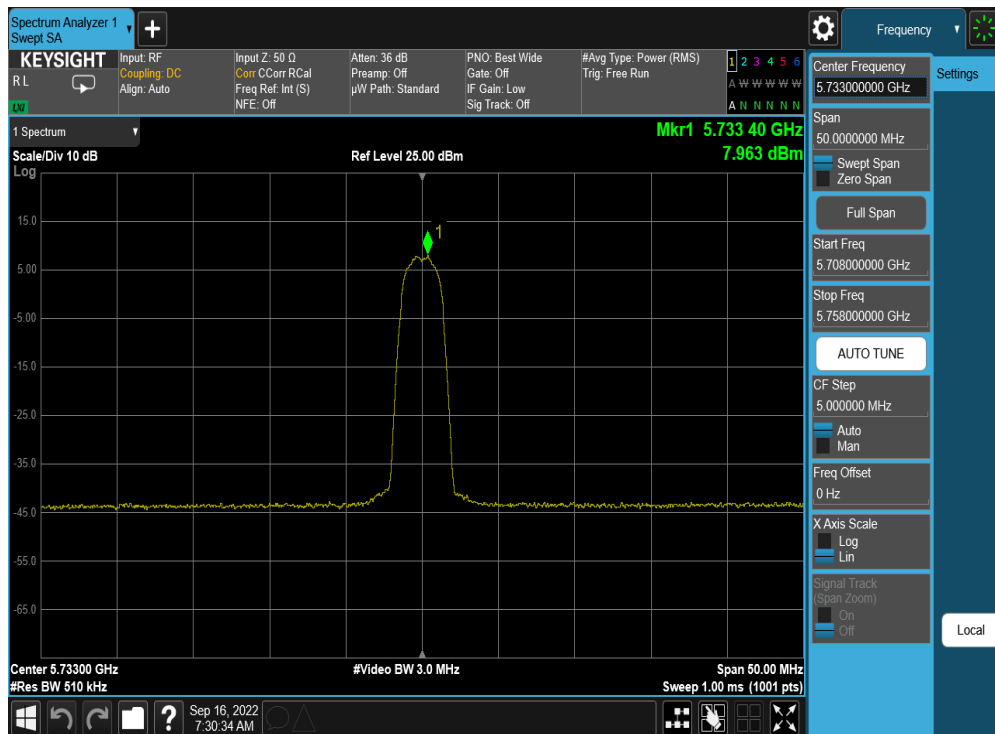 Spectrum Analyzer 1
Swept SA
Frequency
KEYSIGHT
R L
LXI
Input: RF
Coupling: DC
Align: Auto
Input Z: 50 Ω
Corr CCorr RCal
Freq Ref: Int (S)
NFE: Off
Atten: 36 dB
Preamp: Off
µW Path: Standard
PNO: Best Wide
Gate: Off
IF Gain: Low
Sig Track: Off
#Avg Type: Power (RMS)
Trig: Free Run
1 2 3 4 5 6
A W W W W W
A N N N N N
1 Spectrum
Scale/Div 10 dB
Log
Ref Level 25.00 dBm
Mkr1 5.733 40 GHz
7.963 dBm
1
15.0
5.00
-5.00
-15.0
-25.0
-35.0
-45.0
-55.0
-65.0
Center 5.73300 GHz
#Res BW 510 kHz
#Video BW 3.0 MHz
Span 50.00 MHz
Sweep 1.00 ms (1001 pts)
Center Frequency
5.733000000 GHz
Span
50.0000000 MHz
Swept Span
Zero Span
Full Span
Start Freq
5.708000000 GHz
Stop Freq
5.758000000 GHz
AUTO TUNE
CF Step
5.000000 MHz
Auto
Man
Freq Offset
0 Hz
X Axis Scale
Log
Lin
Signal Track
(Span Zoom)
On
Off
Settings
Local
?
Sep 16, 2022
7:30:34 AM